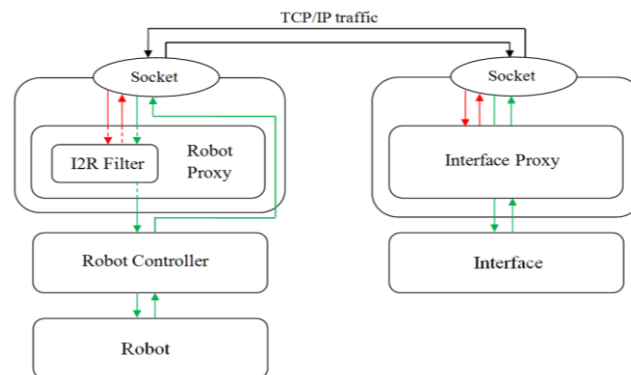 TCP/IP traffic
Socket
Socket
I2R Filter
Robot
Proxy
Interface Proxy
Robot Controller
Interface
Robot